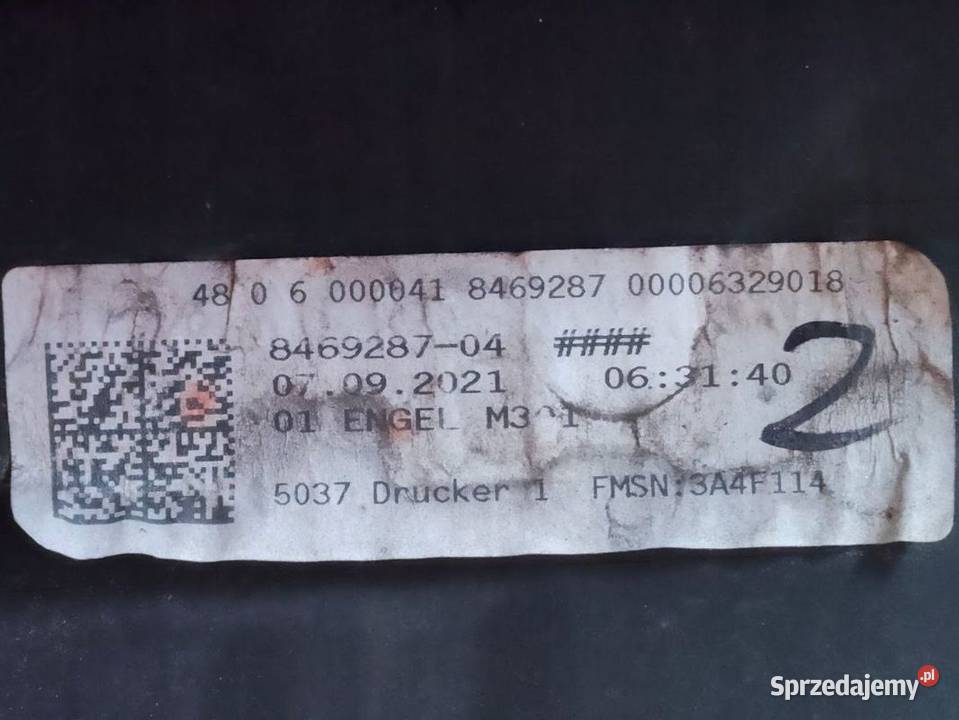 48 0 6 000041 8469287 00006329018
8469287-04 ####
07.09.2021 06:31:40
01 ENGEL
5037 Drucker 1 FMSN:3A4F114
2
Sprzedajemy.pl